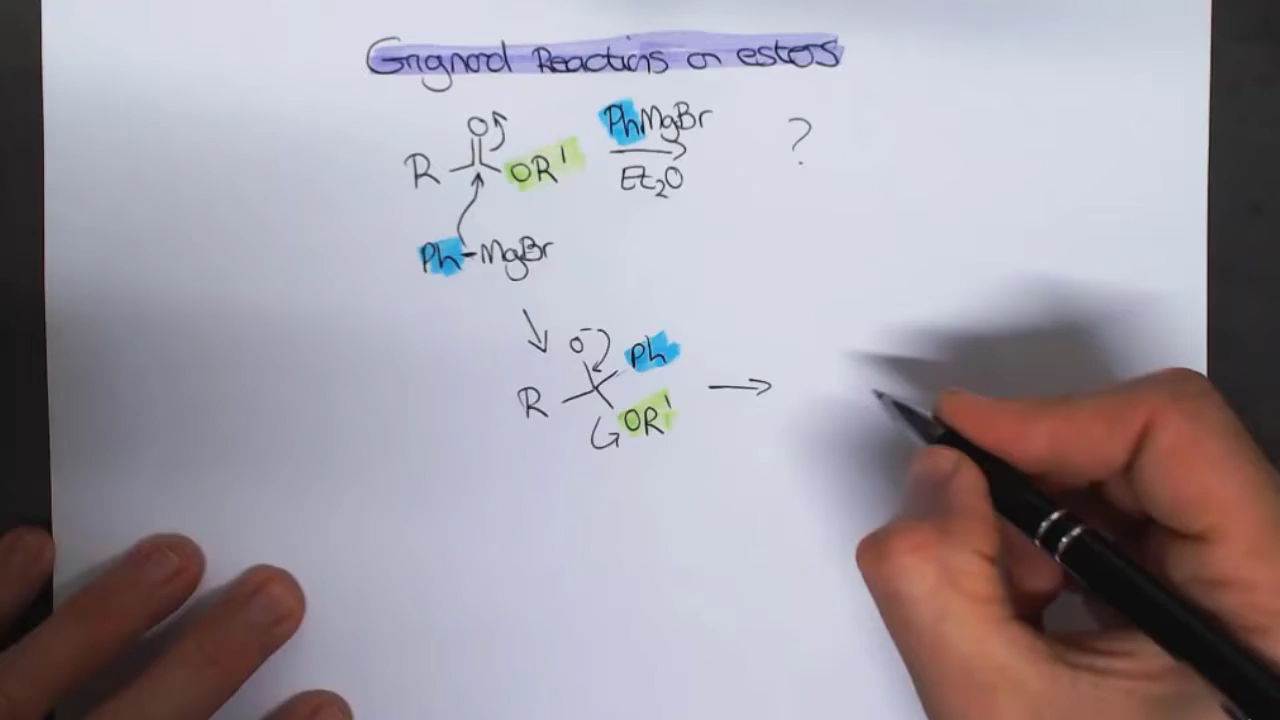 Grignard Reactions on esters
O PhMgBr ?
R OR' Et₂O
Ph-MgBr
O⁻ Ph
R OR'